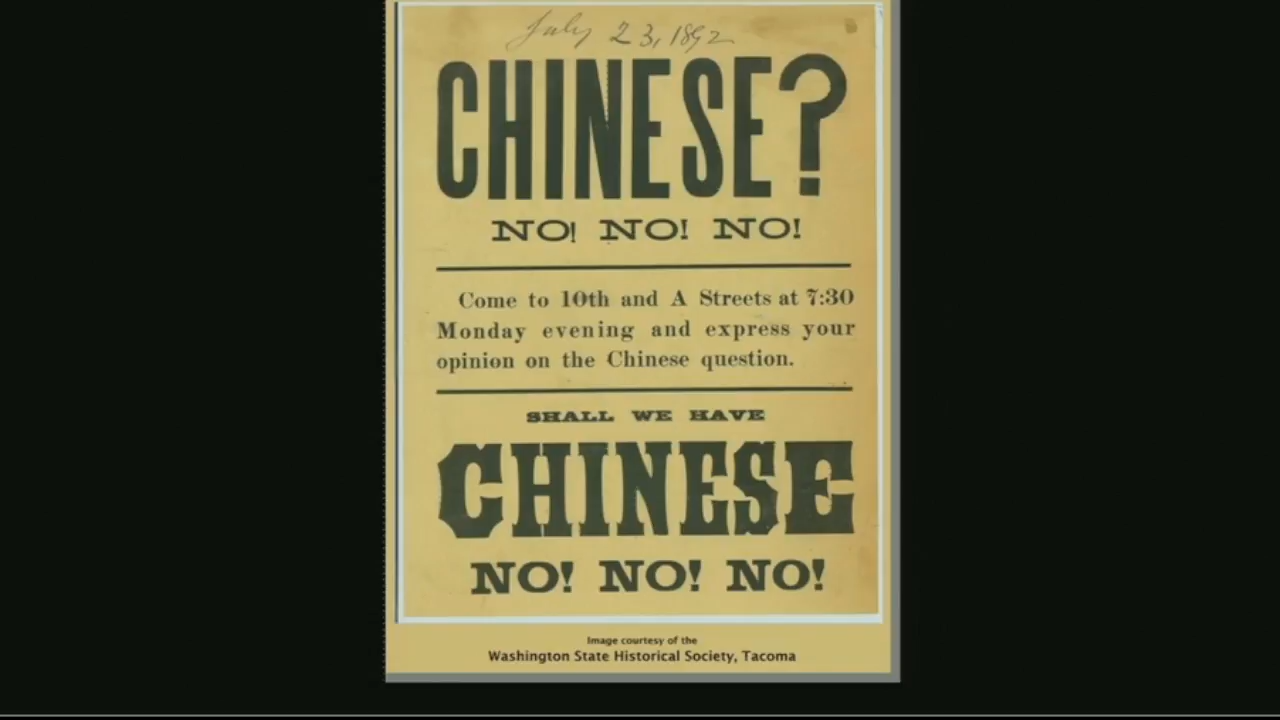 July 23, 1892
CHINESE?
NO! NO! NO!
Come to 10th and A Streets at 7:30
Monday evening and express your
opinion on the Chinese question.
SHALL WE HAVE
CHINESE
NO! NO! NO!
Image courtesy of the
Washington State Historical Society, Tacoma